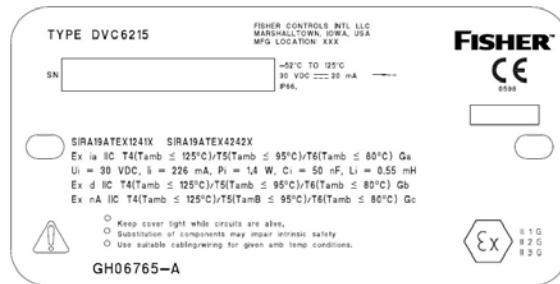 TYPE DVC6215
FISHER CONTROLS INTL LLC
MARSHALLTOWN, IOWA, USA
MFG LOCATION: XXX
FISHER™
CE
0598
SN
-52°C TO 125°C
30 VDC ⎓ 20 mA
IP66,
SIRA19ATEX1241X SIRA19ATEX4242X
Ex ia IIC T4(Tamb ≤ 125°C)/T5(Tamb ≤ 95°C)/T6(Tamb ≤ 80°C) Ga
Ui = 30 VDC, Ii = 226 mA, Pi = 1,4 W, Ci = 50 nF, Li = 0.55 mH
Ex d IIC T4(Tamb ≤ 125°C)/T5(Tamb ≤ 95°C)/T6(Tamb ≤ 80°C) Gb
Ex nA IIC T4(Tamb ≤ 125°C)/T5(TamB ≤ 95°C)/T6(Tamb ≤ 80°C) Gc
Keep cover tight while circuits are alive,
Substitution of components may impair intrinsic safety
Use suitable cabling/wiring for given amb temp conditions.
Ex
II 1 G
II 2 G
II 3 G
GH06765-A